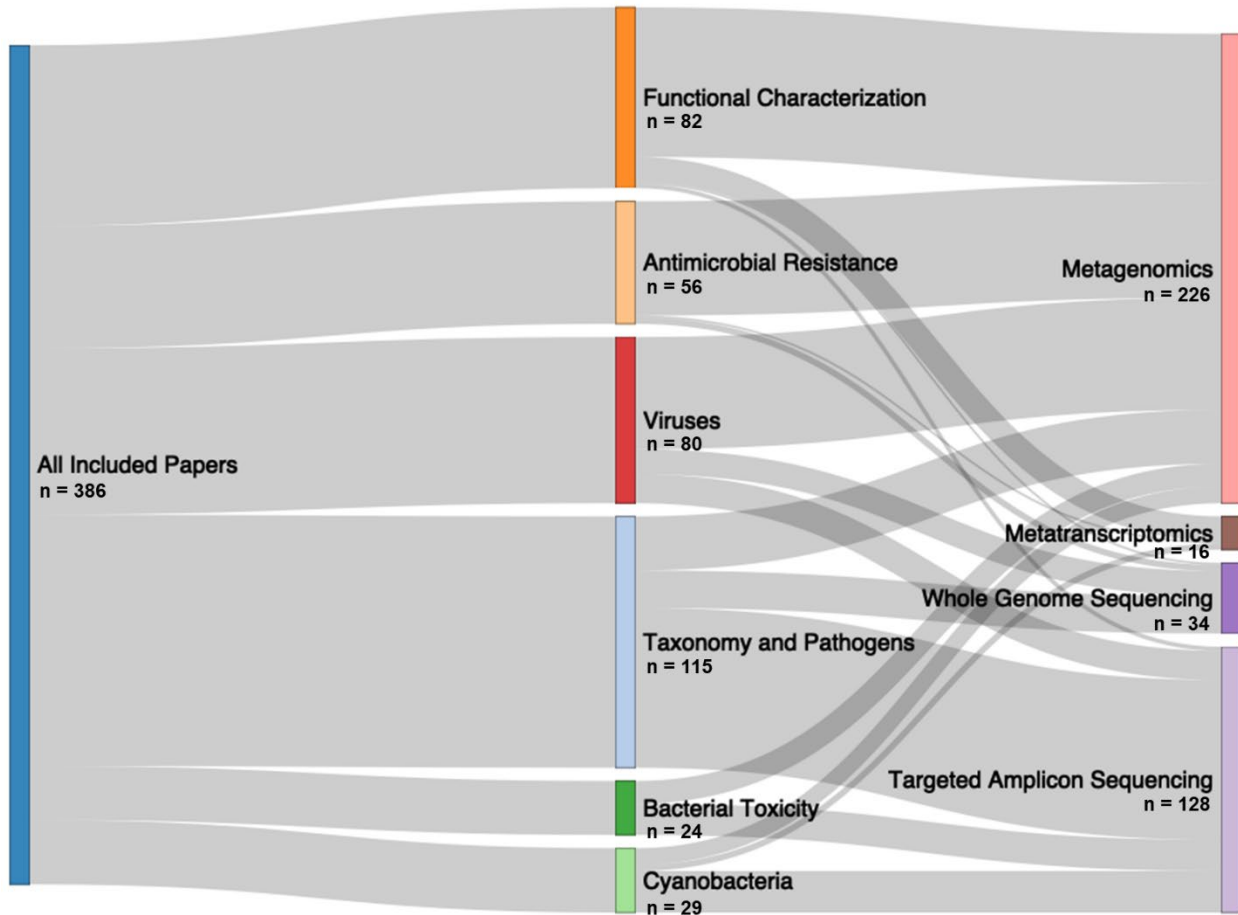 All Included Papers
n = 386
Functional Characterization
n = 82
Antimicrobial Resistance
n = 56
Viruses
n = 80
Taxonomy and Pathogens
n = 115
Bacterial Toxicity
n = 24
Cyanobacteria
n = 29
Metagenomics
n = 226
Metatranscriptomics
n = 16
Whole Genome Sequencing
n = 34
Targeted Amplicon Sequencing
n = 128